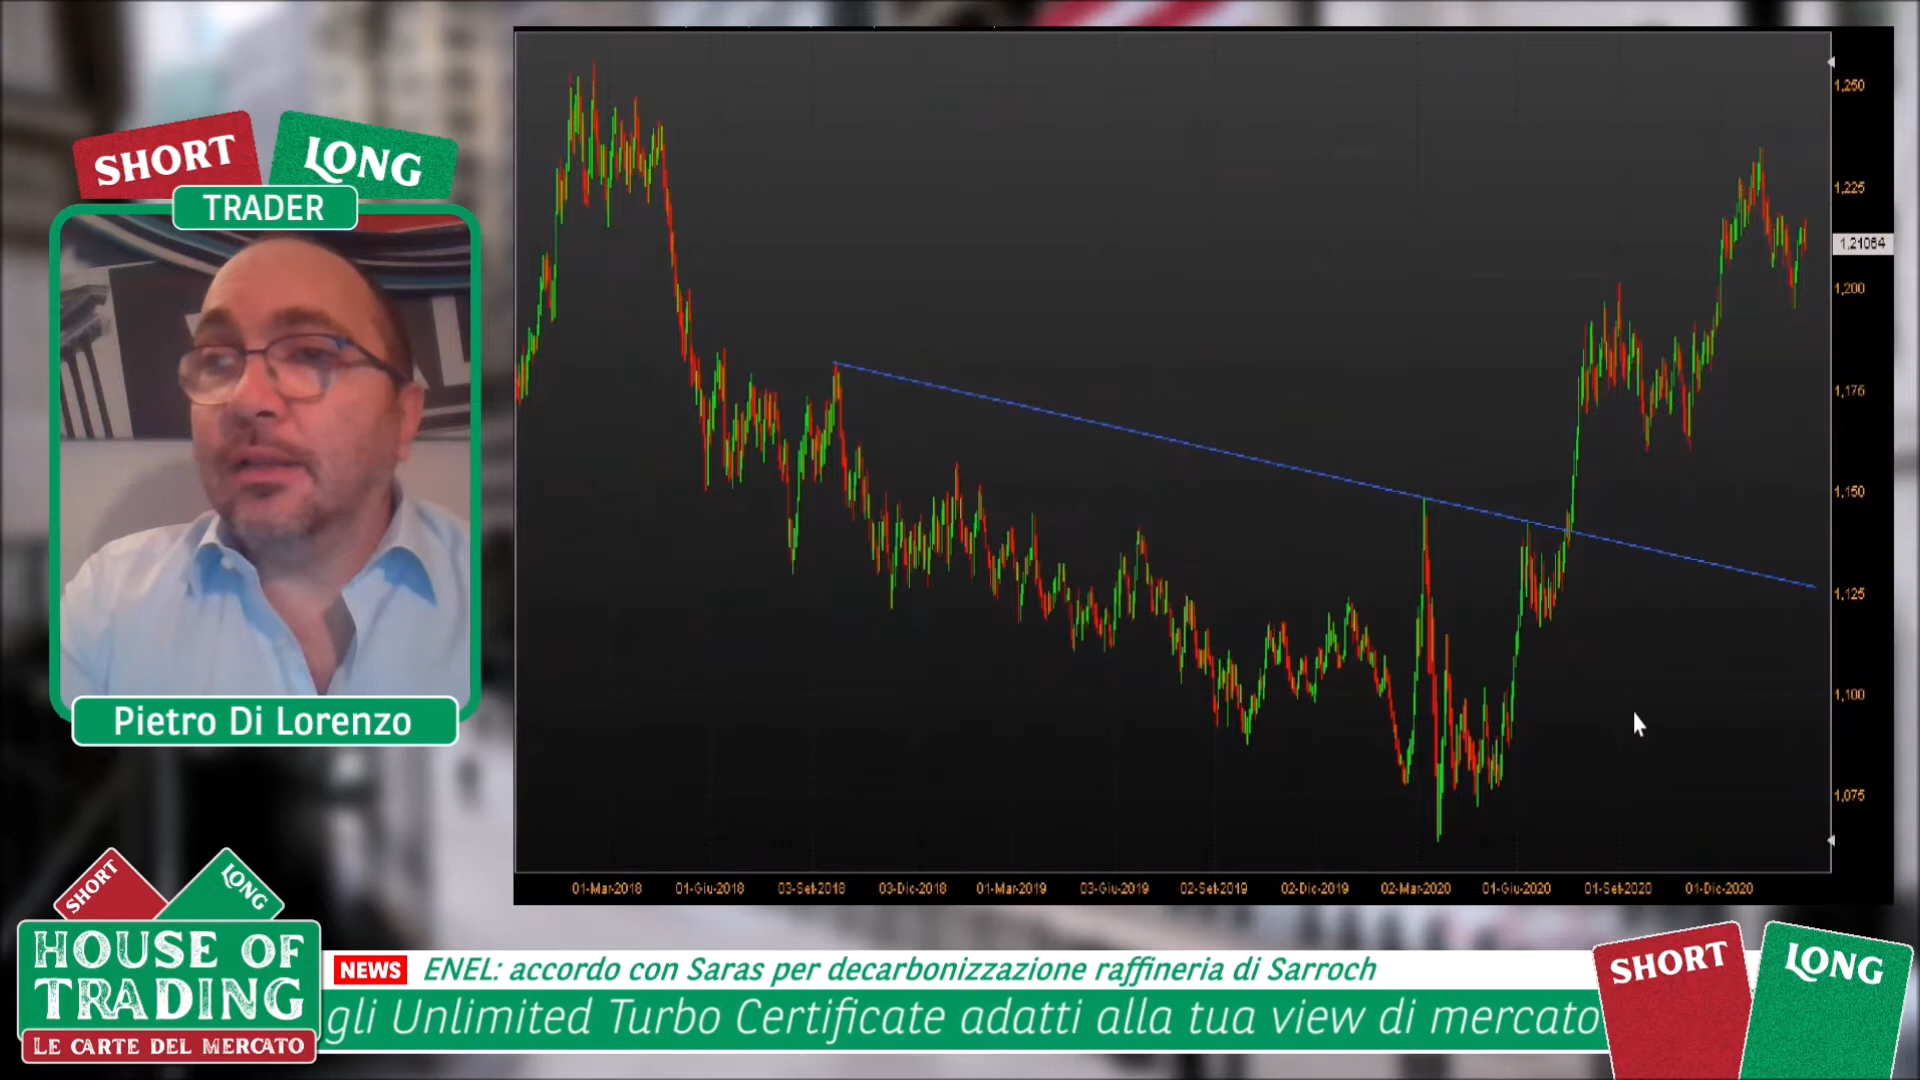 SHORT
LONG
TRADER
Pietro Di Lorenzo
1,250
1,225
1,21064
1,200
1,175
1,150
1,125
1,100
1,075
01-Mar-2018
01-Giu-2018
03-Set-2018
03-Dic-2018
01-Mar-2019
03-Giu-2019
02-Set-2019
02-Dic-2019
02-Mar-2020
01-Giu-2020
01-Set-2020
01-Dic-2020
SHORT
LONG
HOUSE OF
TRADING
LE CARTE DEL MERCATO
NEWS ENEL: accordo con Saras per decarbonizzazione raffineria di Sarroch
gli Unlimited Turbo Certificate adatti alla tua view di mercato
SHORT
LONG